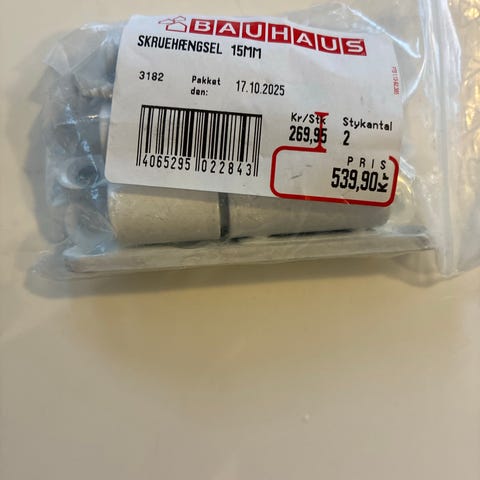 BAUHAUS
SKRUEHÆNGSEL 15MM
3182 Pakket den: 17.10.2025
Kr/Stk Stykantal
269,95 2
PRIS
539,90 Kr
4065295 022843